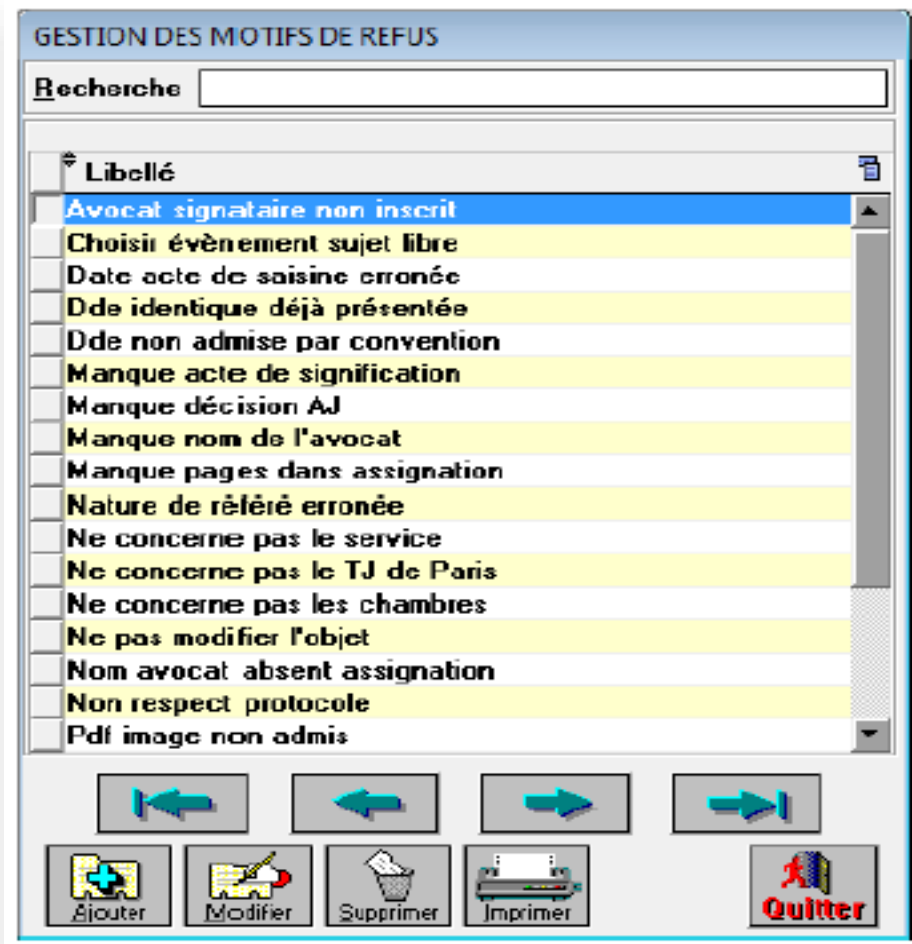 GESTION DES MOTIFS DE REFUS
Recherche
Libellé
Avocat signataire non inscrit
Choisir évènement sujet libre
Date acte de saisine erronée
Dde identique déjà présentée
Dde non admise par convention
Manque acte de signification
Manque décision AJ
Manque nom de l'avocat
Manque pages dans assignation
Nature de référé erronée
Ne concerne pas le service
Ne concerne pas le TJ de Paris
Ne concerne pas les chambres
Ne pas modifier l'objet
Nom avocat absent assignation
Non respect protocole
Pdf image non admis
Ajouter Modifier Supprimer Imprimer Quitter